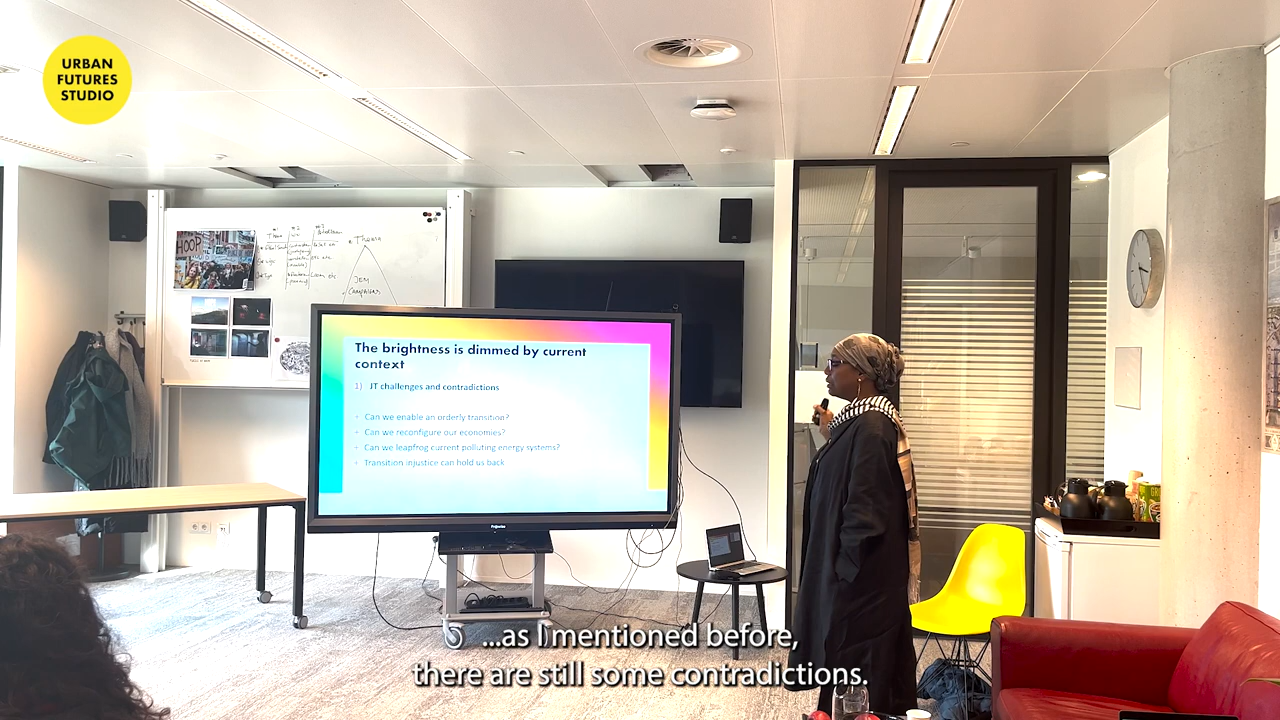 URBAN
FUTURES
STUDIO
HOOP
Thema
The brightness is dimmed by current
context
1) JT challenges and contradictions
- Can we enable an orderly transition?
- Can we reconfigure our economies?
- Can we leapfrog current polluting energy systems?
- Transition injustice can hold us back
...as I mentioned before,
there are still some contradictions.